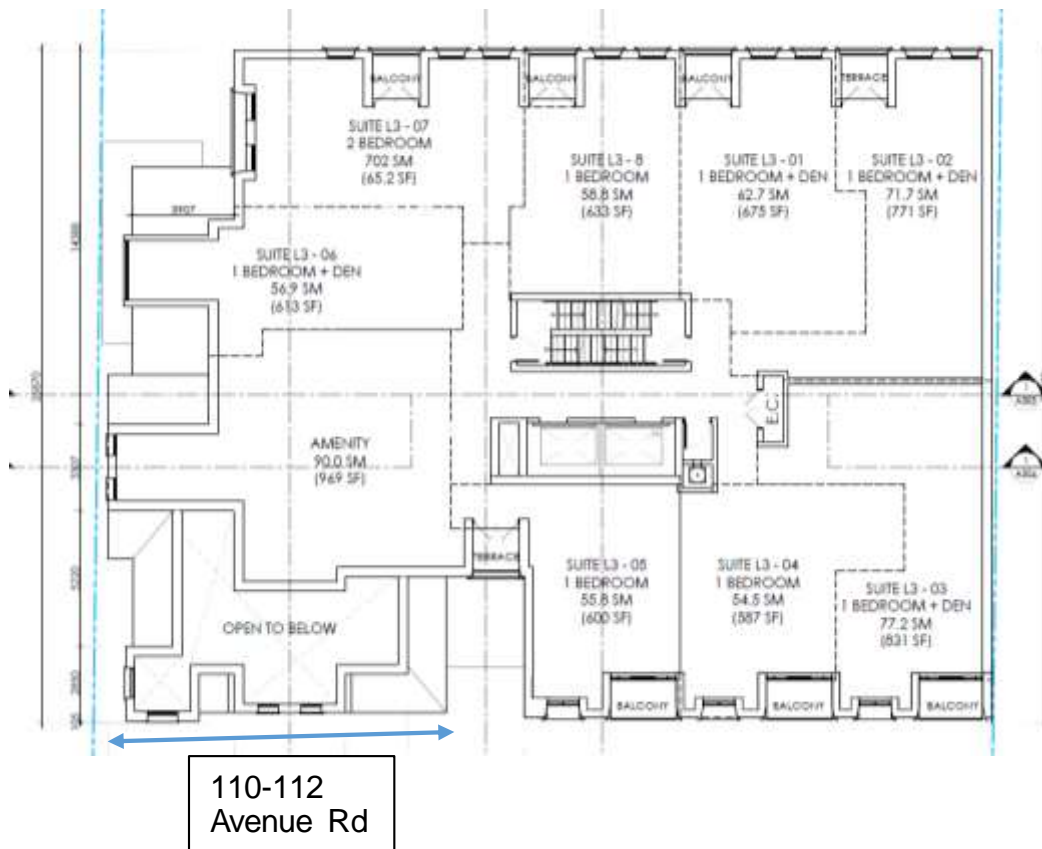 BALCONY
BALCONY
BALCONY
TERRACE
SUITE L3 - 07
2 BEDROOM
702 SM
(65.2 SF)
SUITE L3 - 8
1 BEDROOM
58.8 SM
(633 SF)
SUITE L3 - 01
1 BEDROOM + DEN
62.7 SM
(675 SF)
SUITE L3 - 02
1 BEDROOM + DEN
71.7 SM
(771 SF)
14388
SUITE L3 - 06
1 BEDROOM + DEN
56.9 SM
(613 SF)
E.C.
AMENITY
90.0 SM
(969 SF)
5220
TERRACE
SUITE L3 - 05
1 BEDROOM
55.8 SM
(600 SF)
SUITE L3 - 04
1 BEDROOM
54.5 SM
(587 SF)
SUITE L3 - 03
1 BEDROOM + DEN
77.2 SM
(831 SF)
OPEN TO BELOW
BALCONY
BALCONY
BALCONY
110-112
Avenue Rd